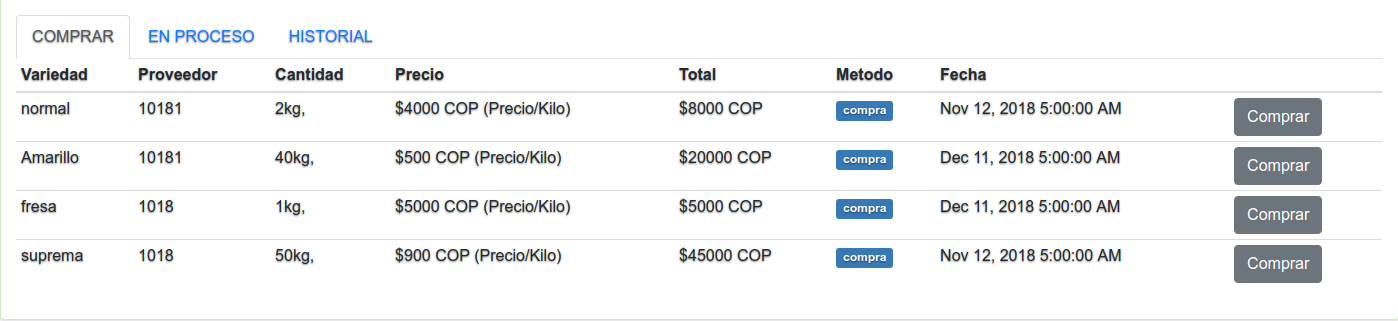 COMPRAR EN PROCESO HISTORIAL
Variedad Proveedor Cantidad Precio Total Metodo Fecha
normal 10181 2kg, $4000 COP (Precio/Kilo) $8000 COP compra Nov 12, 2018 5:00:00 AM Comprar
Amarillo 10181 40kg, $500 COP (Precio/Kilo) $20000 COP compra Dec 11, 2018 5:00:00 AM Comprar
fresa 1018 1kg, $5000 COP (Precio/Kilo) $5000 COP compra Dec 11, 2018 5:00:00 AM Comprar
suprema 1018 50kg, $900 COP (Precio/Kilo) $45000 COP compra Nov 12, 2018 5:00:00 AM Comprar